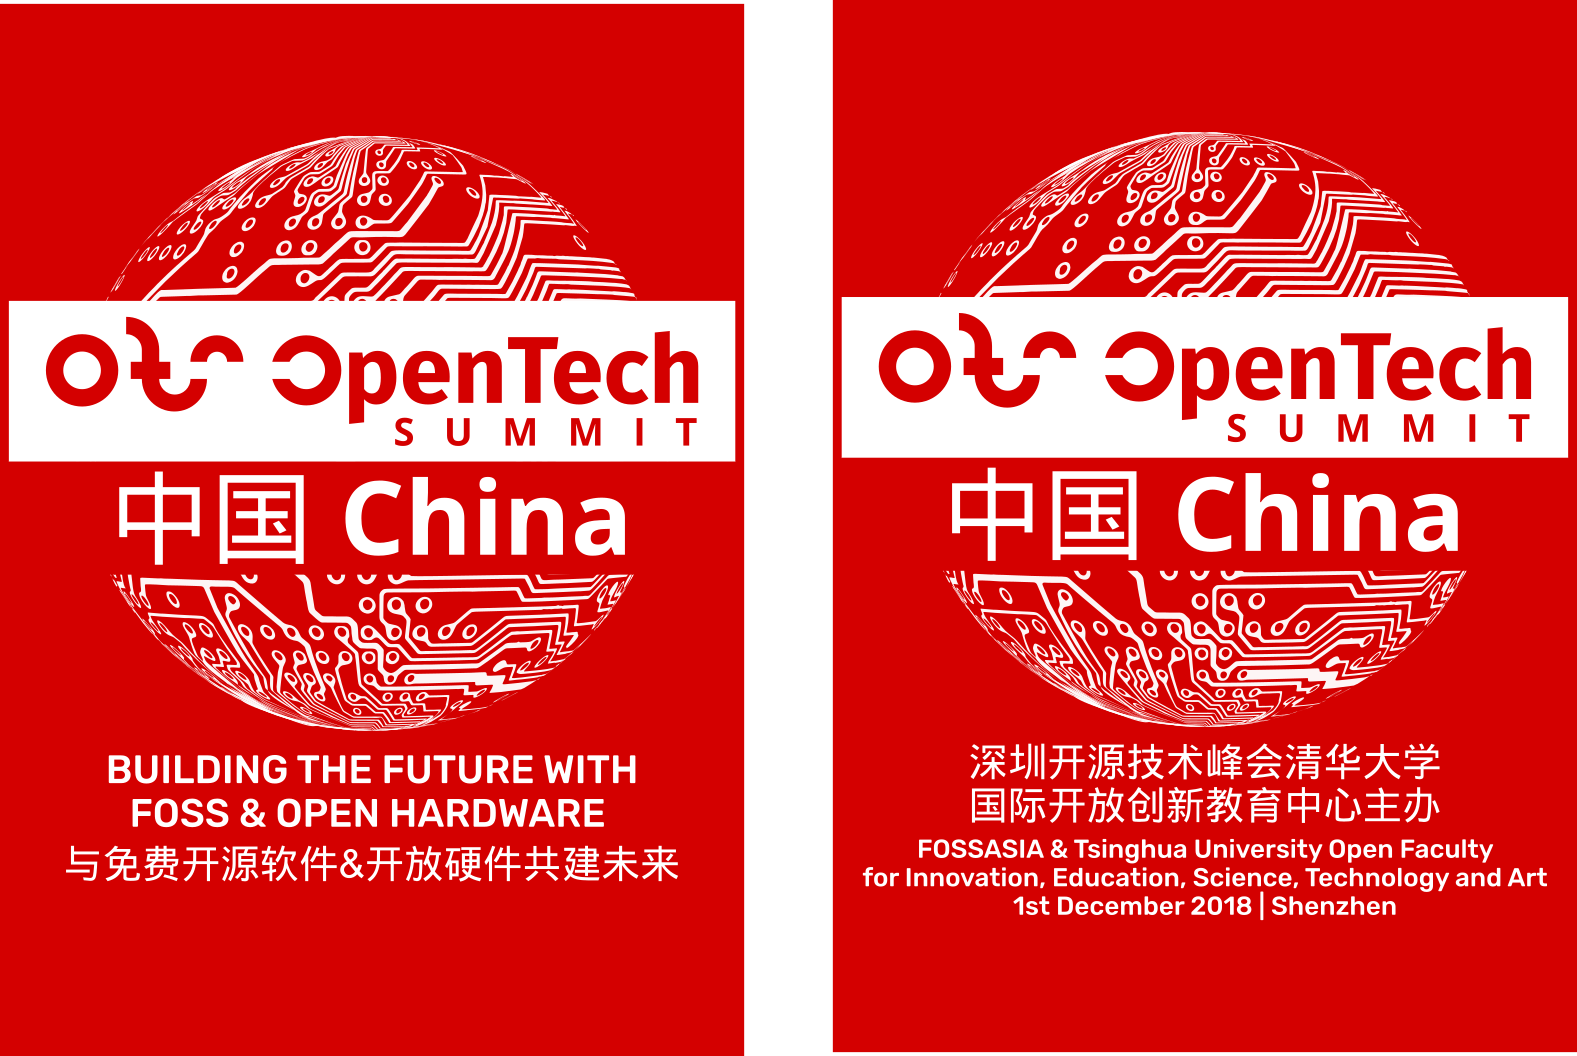 OpenTech
SUMMIT
中国 China
BUILDING THE FUTURE WITH
FOSS & OPEN HARDWARE
与免费开源软件&开放硬件共建未来
OpenTech
SUMMIT
中国 China
深圳开源技术峰会清华大学
国际开放创新教育中心主办
FOSSASIA & Tsinghua University Open Faculty
for Innovation, Education, Science, Technology and Art
1st December 2018 | Shenzhen